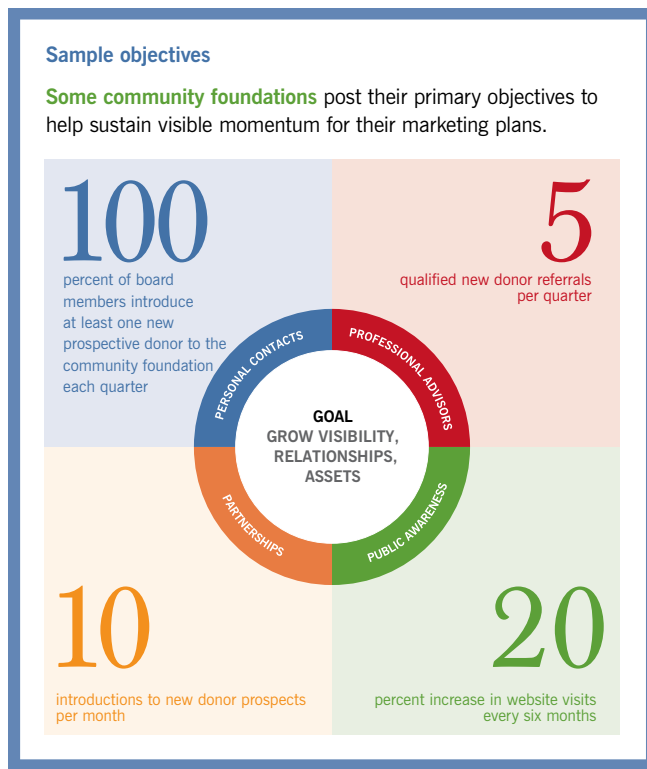 Sample objectives
Some community foundations post their primary objectives to
help sustain visible momentum for their marketing plans.
100
percent of board
members introduce
at least one new
prospective donor to the
community foundation
each quarter
5
qualified new donor referrals
per quarter
PERSONAL CONTACTS
PROFESSIONAL ADVISORS
GOAL
GROW VISIBILITY,
RELATIONSHIPS,
ASSETS
PARTNERSHIPS
PUBLIC AWARENESS
10
introductions to new donor prospects
per month
20
percent increase in website visits
every six months